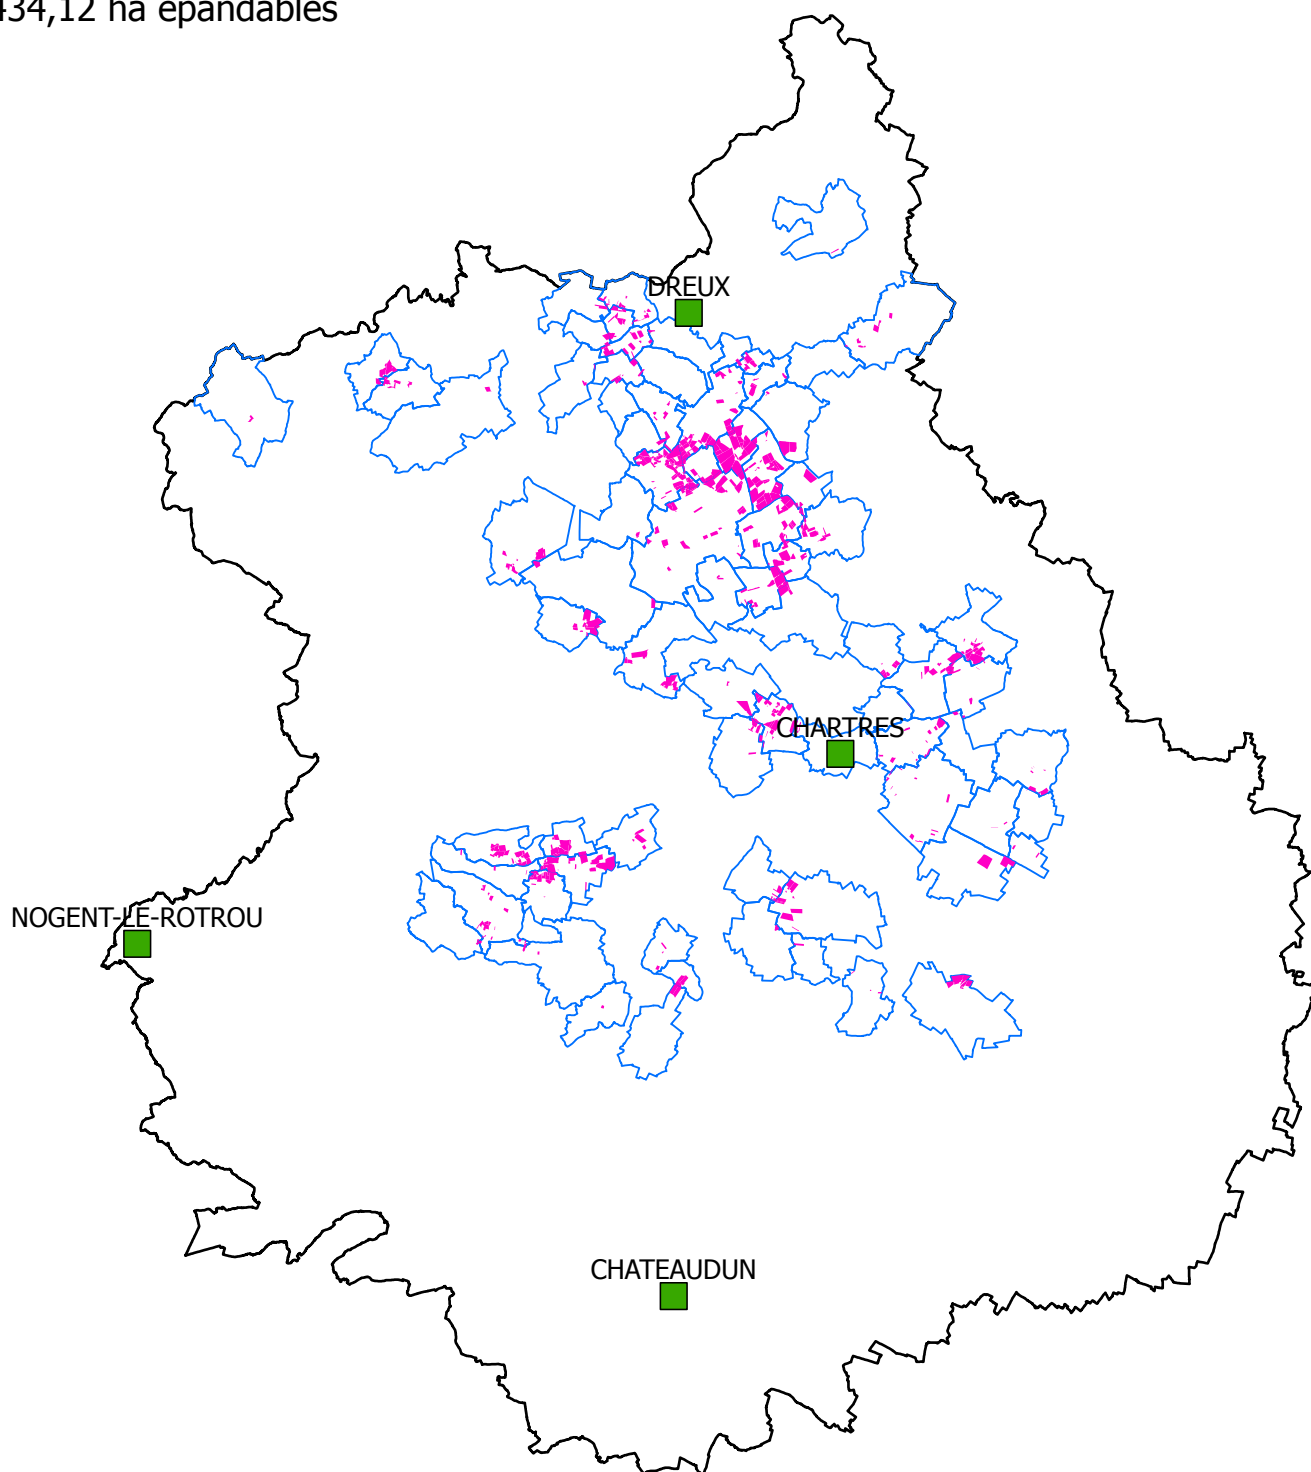 434,12 ha épandables
DREUX
CHARTRES
NOGENT-LE-ROTROU
CHATEAUDUN